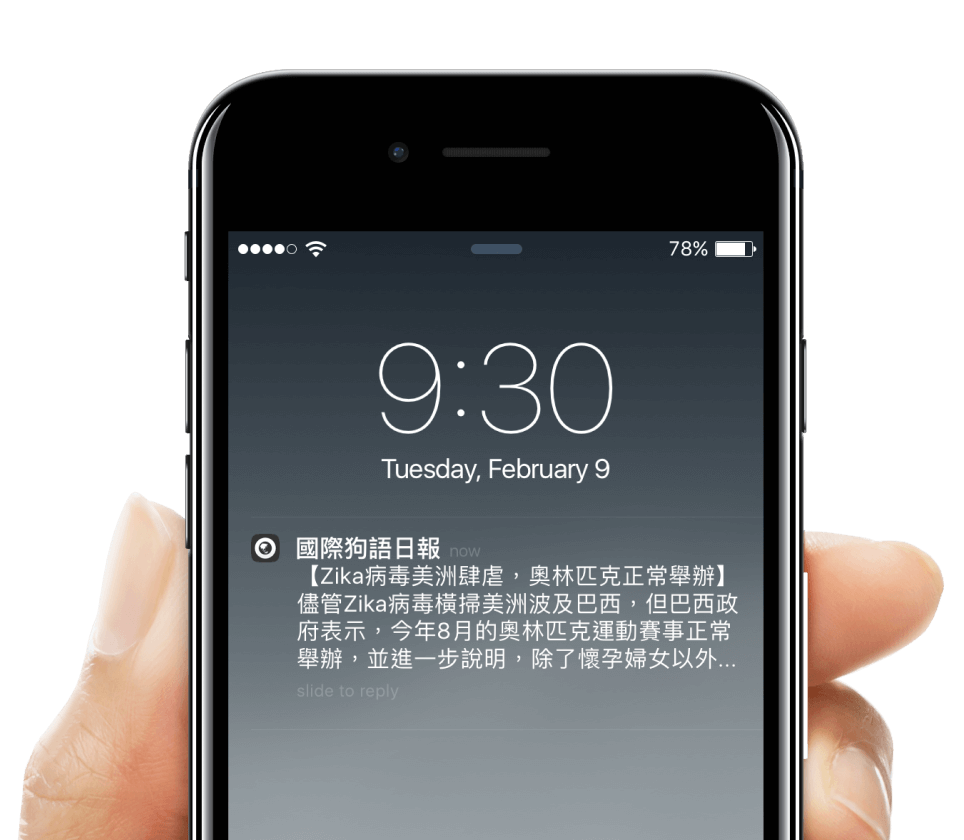 78%
9:30
Tuesday, February 9
國際狗語日報 now
【Zika病毒美洲肆虐，奧林匹克正常舉辦】
儘管Zika病毒橫掃美洲波及巴西，但巴西政
府表示，今年8月的奧林匹克運動賽事正常
舉辦，並進一步說明，除了懷孕婦女以外...
slide to reply